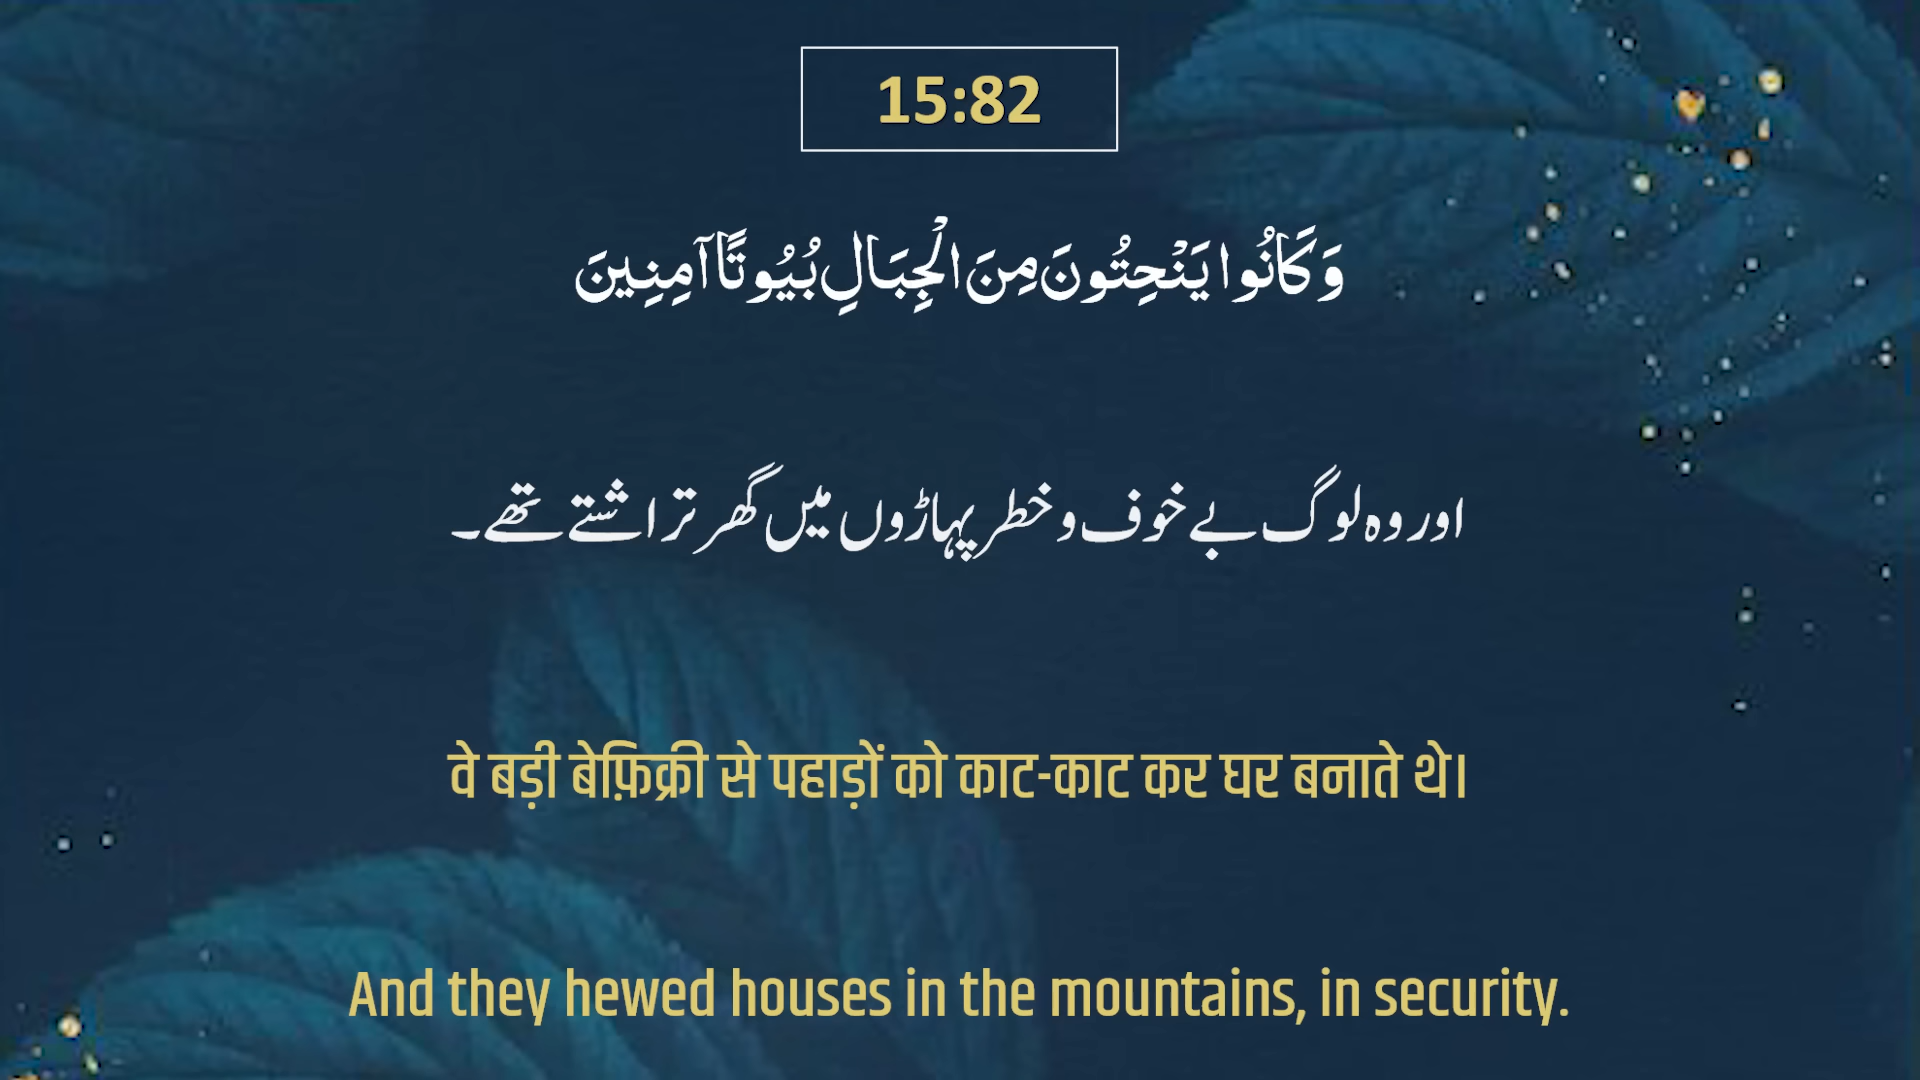 15:82
وَكَانُوا يَنْحِتُونَ مِنَ الْجِبَالِ بُيُوتًا آمِنِينَ
اور وہ لوگ بے خوف و خطر پہاڑوں میں گھر تراشتے تھے۔
वे बड़ी बेफ़िक्री से पहाड़ों को काट-काट कर घर बनाते थे।
And they hewed houses in the mountains, in security.